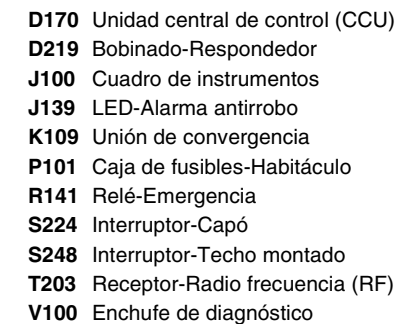 D170 Unidad central de control (CCU)
D219 Bobinado-Respondedor
J100 Cuadro de instrumentos
J139 LED-Alarma antirrobo
K109 Unión de convergencia
P101 Caja de fusibles-Habitáculo
R141 Relé-Emergencia
S224 Interruptor-Capó
S248 Interruptor-Techo montado
T203 Receptor-Radio frecuencia (RF)
V100 Enchufe de diagnóstico